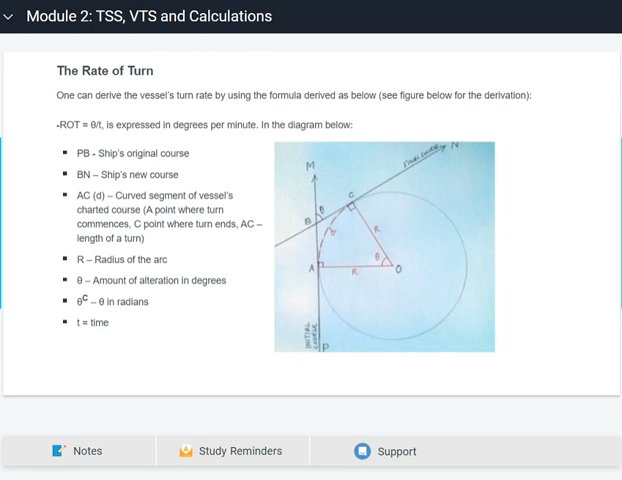 Module 2: TSS, VTS and Calculations
The Rate of Turn
One can derive the vessel's turn rate by using the formula derived as below (see figure below for the derivation):
-ROT = θ/t, is expressed in degrees per minute. In the diagram below:
PB - Ship's original course
BN – Ship's new course
AC (d) – Curved segment of vessel's
charted course (A point where turn
commences, C point where turn ends, AC –
length of a turn)
R – Radius of the arc
θ – Amount of alteration in degrees
θᶜ – θ in radians
t = time
FINAL COURSE N
M
C
B θ
d R
θ
A R O
INITIAL
COURSE
P
Notes Study Reminders Support